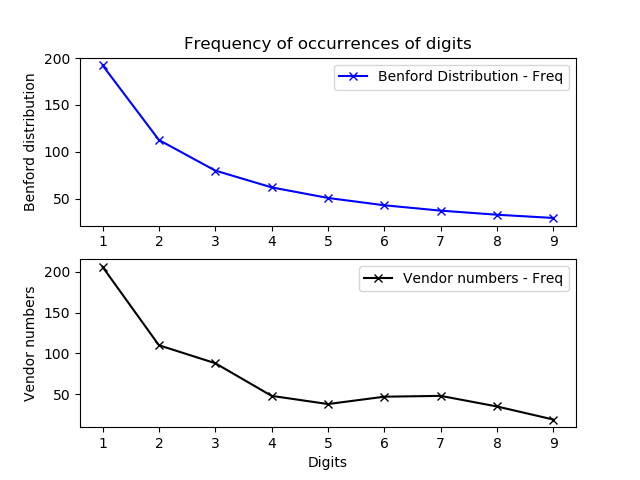 Frequency of occurrences of digits
Benford distribution
200
150
100
50
Benford Distribution - Freq
1 2 3 4 5 6 7 8 9
Vendor numbers
200
150
100
50
Vendor numbers - Freq
1 2 3 4 5 6 7 8 9
Digits